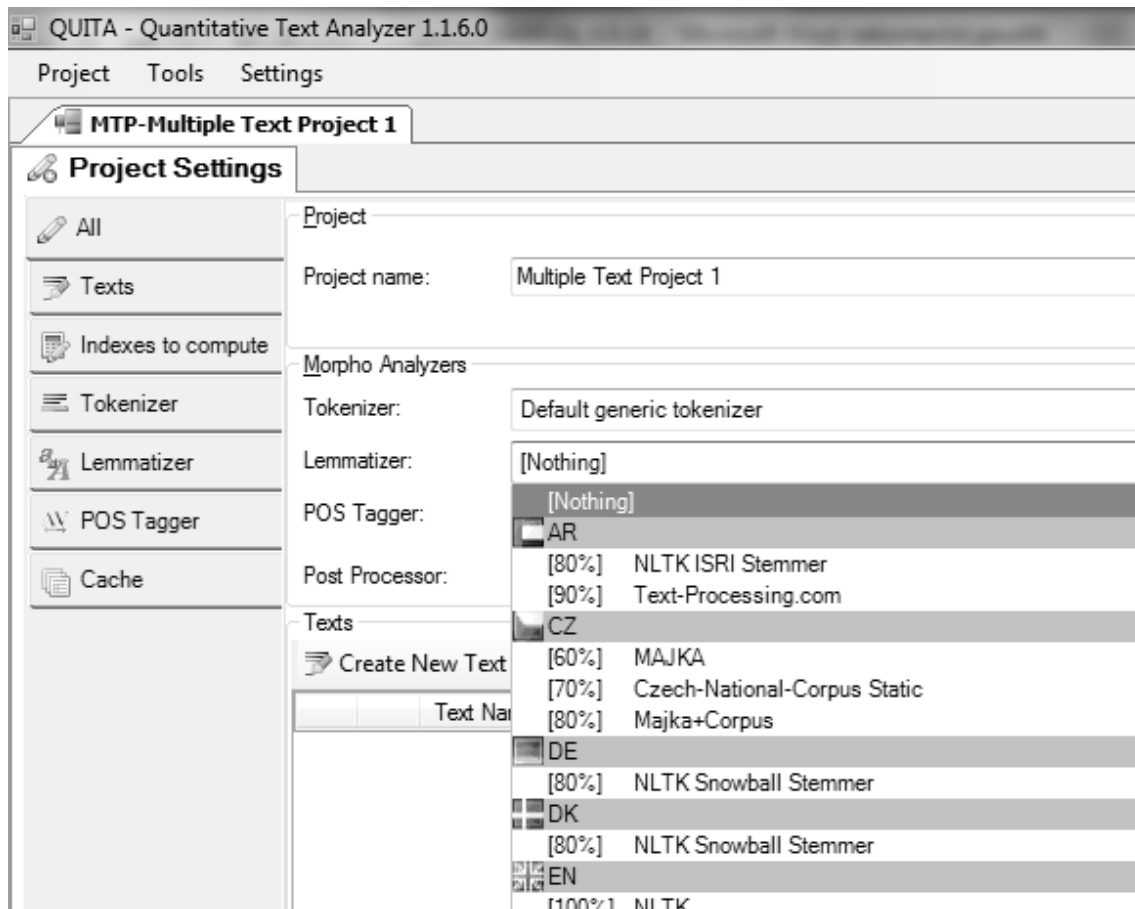 QUITA - Quantitative Text Analyzer 1.1.6.0
Project Tools Settings
MTP-Multiple Text Project 1
Project Settings
All
Texts
Indexes to compute
Tokenizer
Lemmatizer
POS Tagger
Cache
Project
Project name: Multiple Text Project 1
Morpho Analyzers
Tokenizer: Default generic tokenizer
Lemmatizer: [Nothing]
POS Tagger:
Post Processor:
Texts
Create New Text
Text Na
[Nothing]
AR
[80%] NLTK ISRI Stemmer
[90%] Text-Processing.com
CZ
[60%] MAJKA
[70%] Czech-National-Corpus Static
[80%] Majka+Corpus
DE
[80%] NLTK Snowball Stemmer
DK
[80%] NLTK Snowball Stemmer
EN
[100%] NLTK